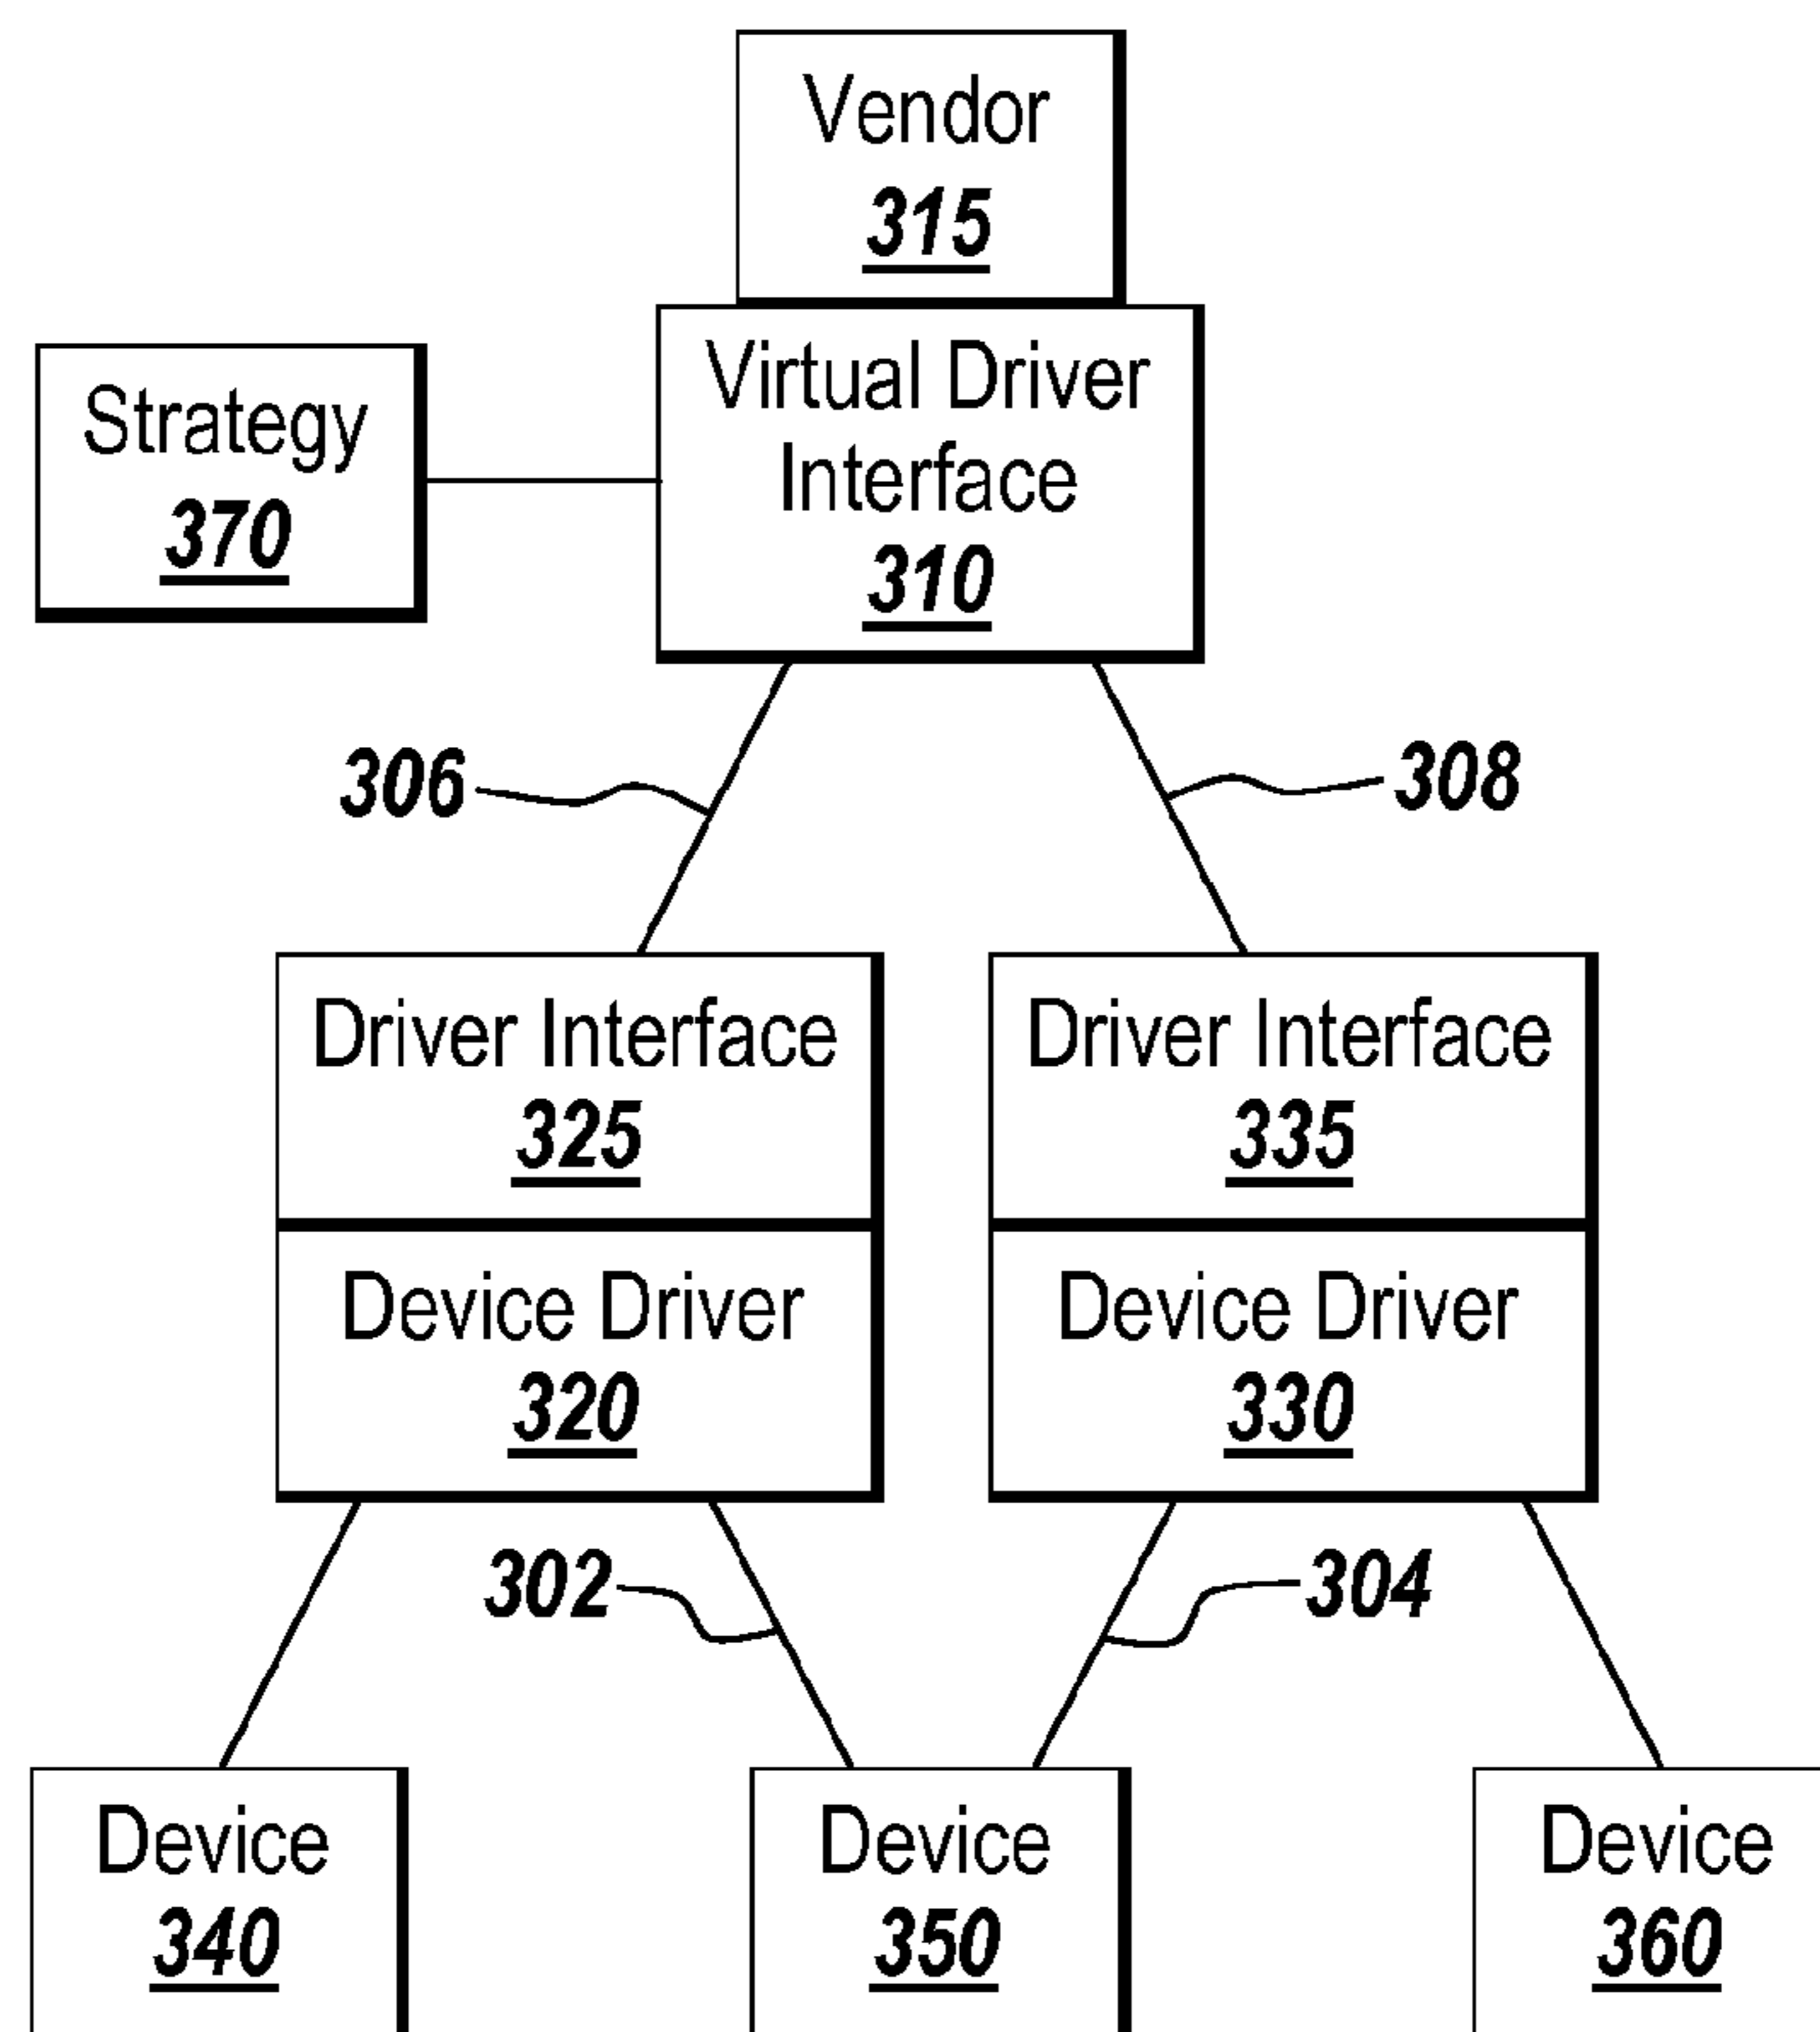 Vendor
315
Strategy
370
Virtual Driver
Interface
310
306
308
Driver Interface
325
Driver Interface
335
Device Driver
320
Device Driver
330
302
304
Device
340
Device
350
Device
360